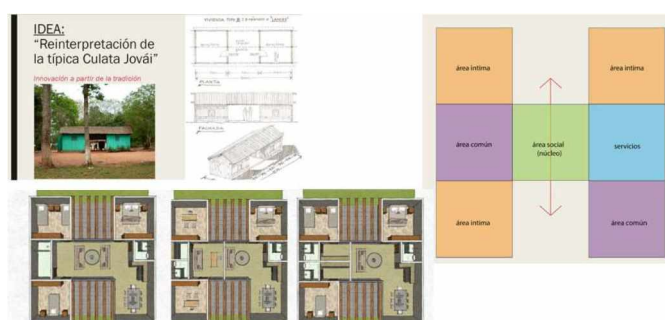 IDEA:
"Reinterpretación de
la típica Culata Jovái"
Innovación a partir de la tradición
PLANTA
FACHADA
área íntima
área íntima
área común
área social
(núcleo)
servicios
área íntima
área común